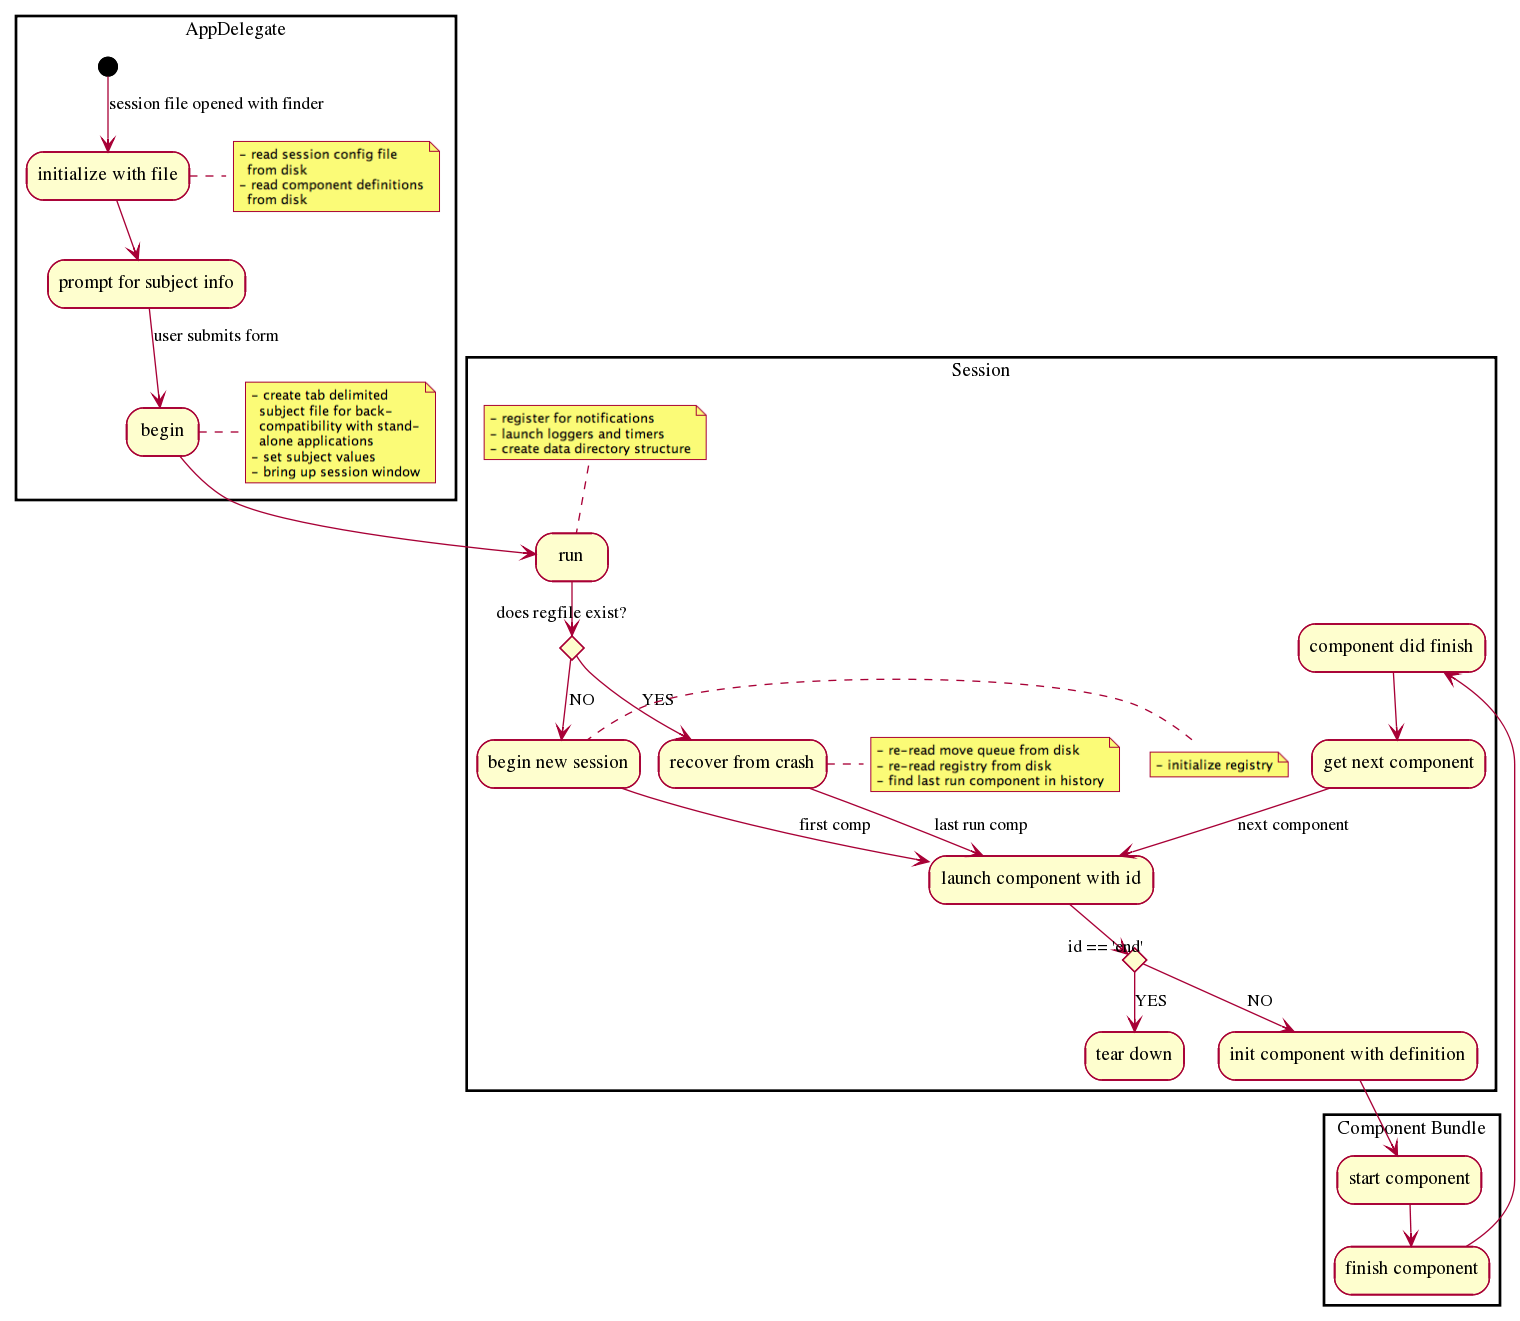 AppDelegate
session file opened with finder
initialize with file
- read session config file
from disk
- read component definitions
from disk
prompt for subject info
user submits form
begin
- create tab delimited
subject file for back-
compatibility with stand-
alone applications
- set subject values
- bring up session window
Session
- register for notifications
- launch loggers and timers
- create data directory structure
run
does regfile exist?
NO
YES
component did finish
begin new session
recover from crash
- re-read move queue from disk
- re-read registry from disk
- find last run component in history
- initialize registry
get next component
first comp
last run comp
next component
launch component with id
id == 'end'
YES
NO
tear down
init component with definition
Component Bundle
start component
finish component